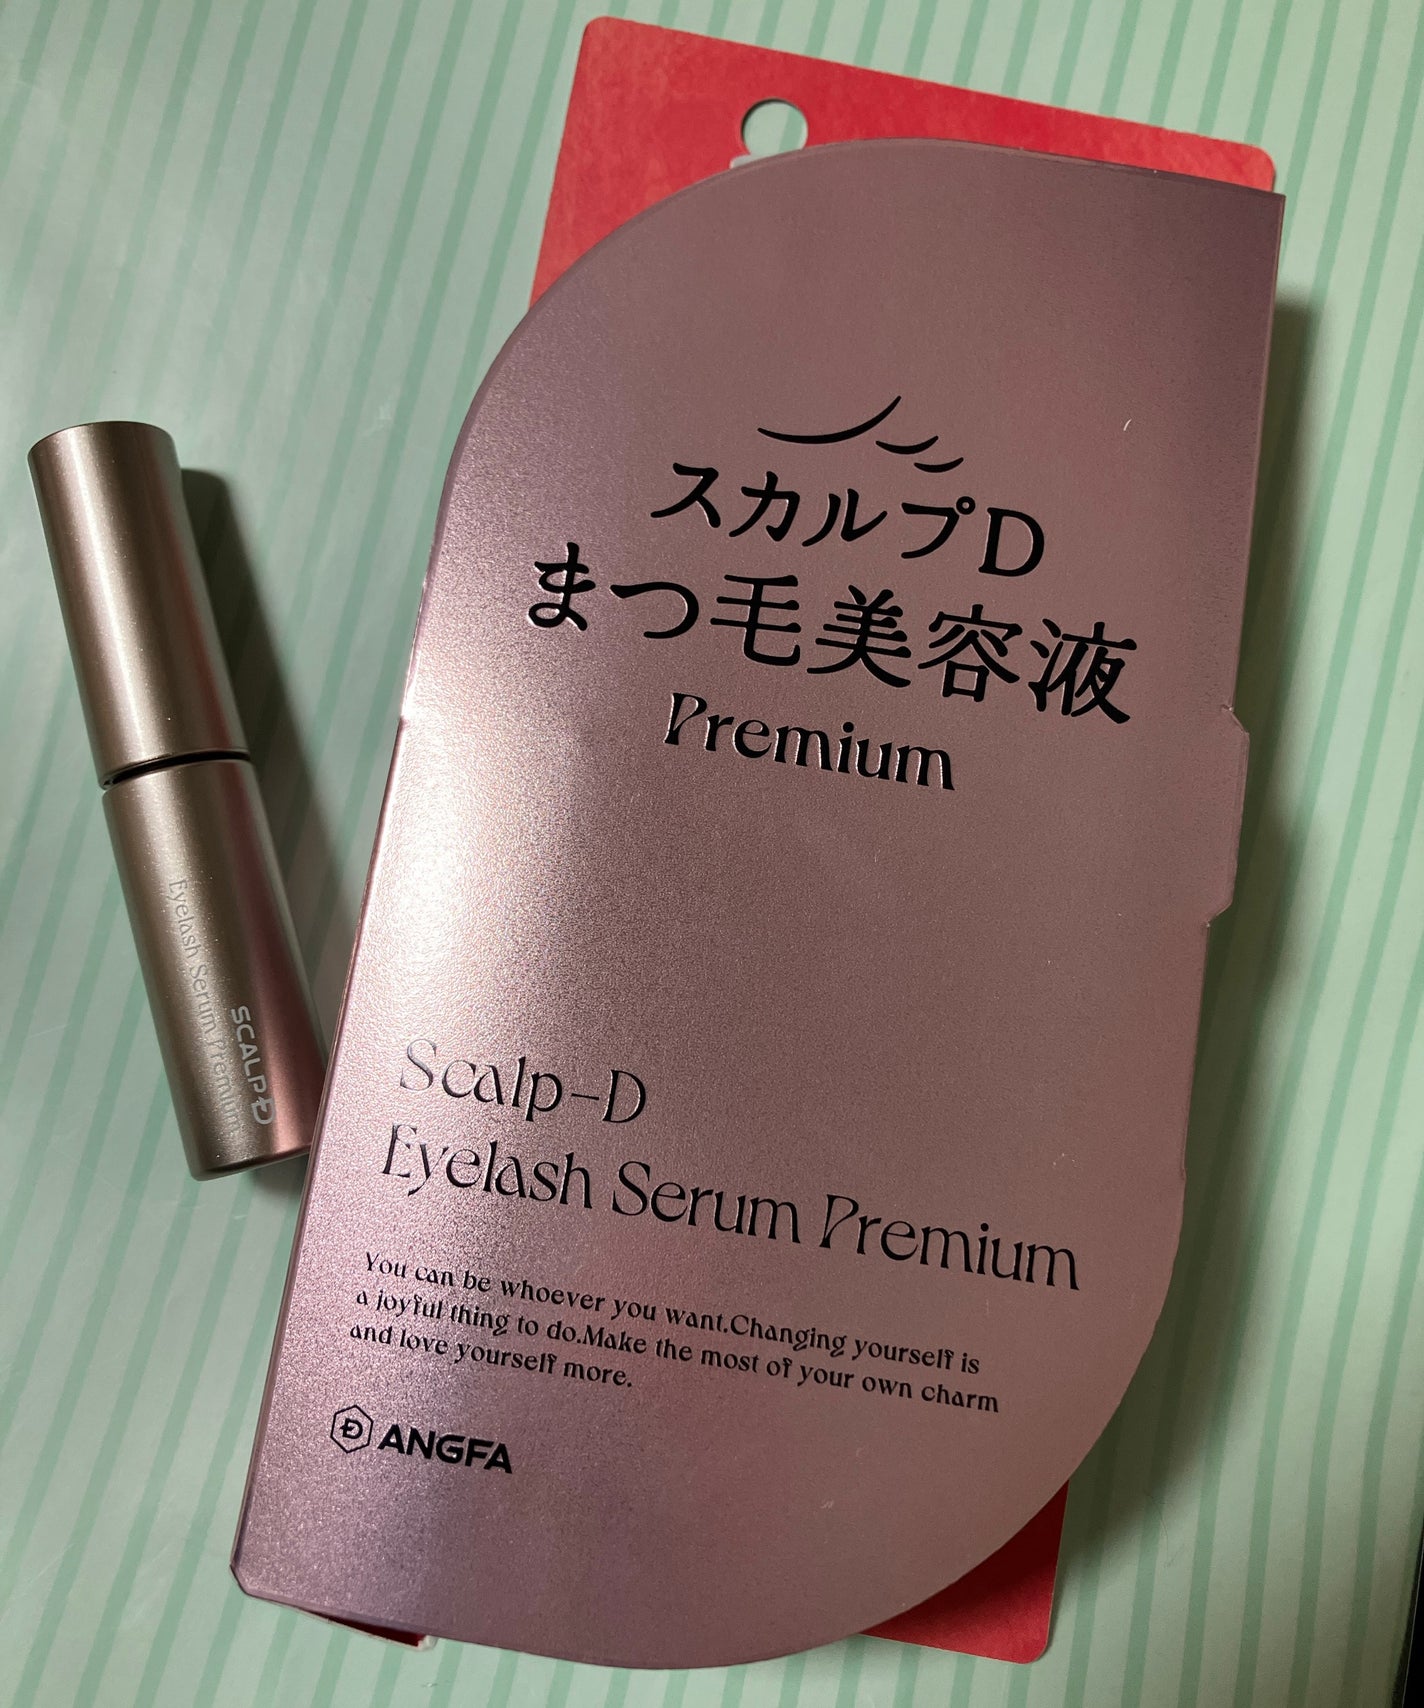 スカルプD
まつ毛美容液
Premium
Scalp-D
Eyelash Serum Premium
You can be whoever you want.Changing yourself is
a joyful thing to do.Make the most of your own charm
and love yourself more.
ANGFA
SCALP-D
Eyelash Serum Premium